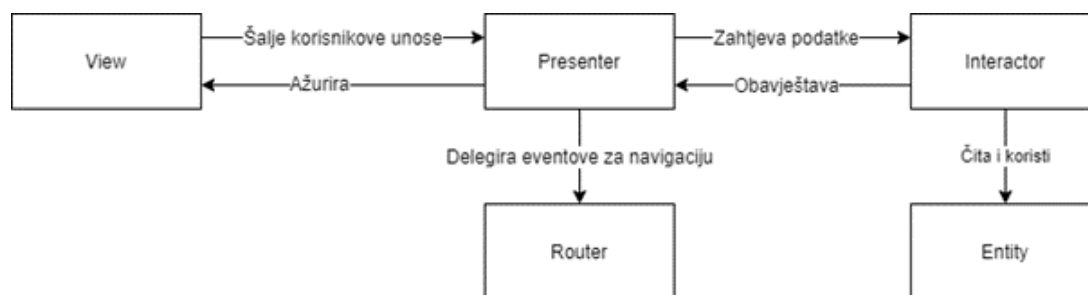 View
Šalje korisnikove unose
Ažurira
Presenter
Zahtjeva podatke
Obavještava
Interactor
Delegira eventove za navigaciju
Čita i koristi
Router
Entity